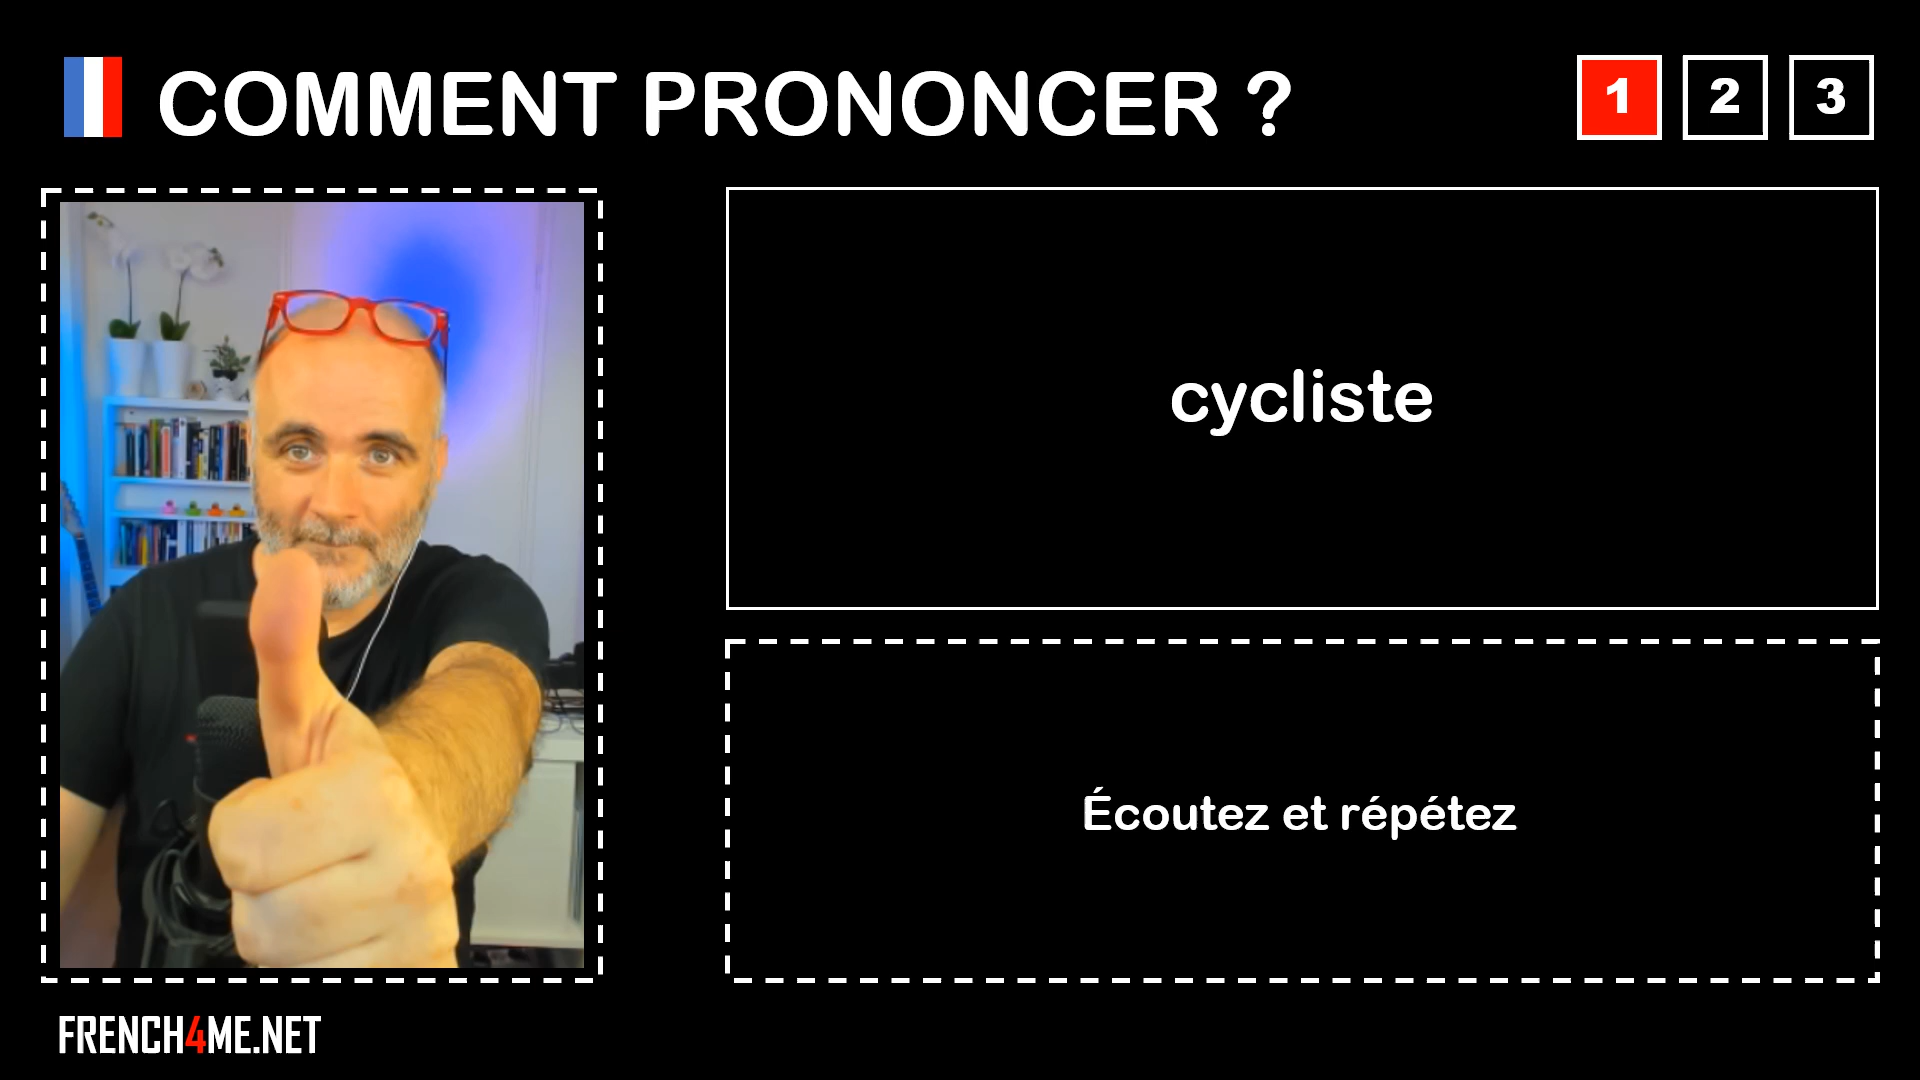 COMMENT PRONONCER ?
1
2
3
cycliste
Écoutez et répétez
FRENCH4ME.NET